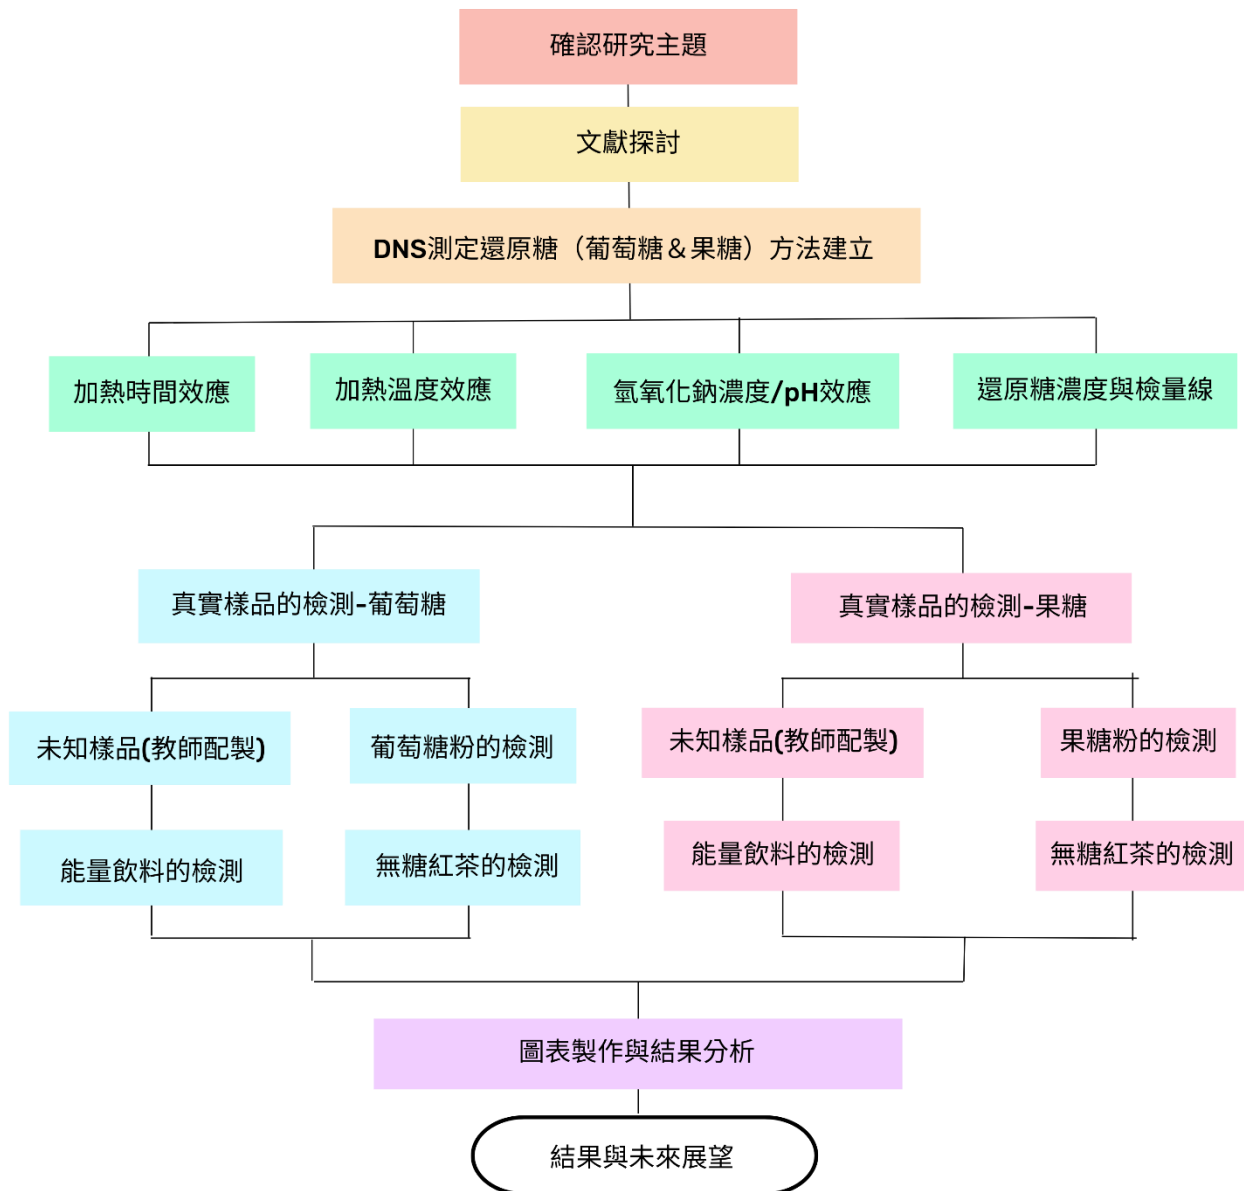 確認研究主題
文獻探討
DNS測定還原糖（葡萄糖＆果糖）方法建立
加熱時間效應
加熱溫度效應
氫氧化鈉濃度/pH效應
還原糖濃度與檢量線
真實樣品的檢測-葡萄糖
真實樣品的檢測-果糖
未知樣品(教師配製)
葡萄糖粉的檢測
未知樣品(教師配製)
果糖粉的檢測
能量飲料的檢測
無糖紅茶的檢測
能量飲料的檢測
無糖紅茶的檢測
圖表製作與結果分析
結果與未來展望